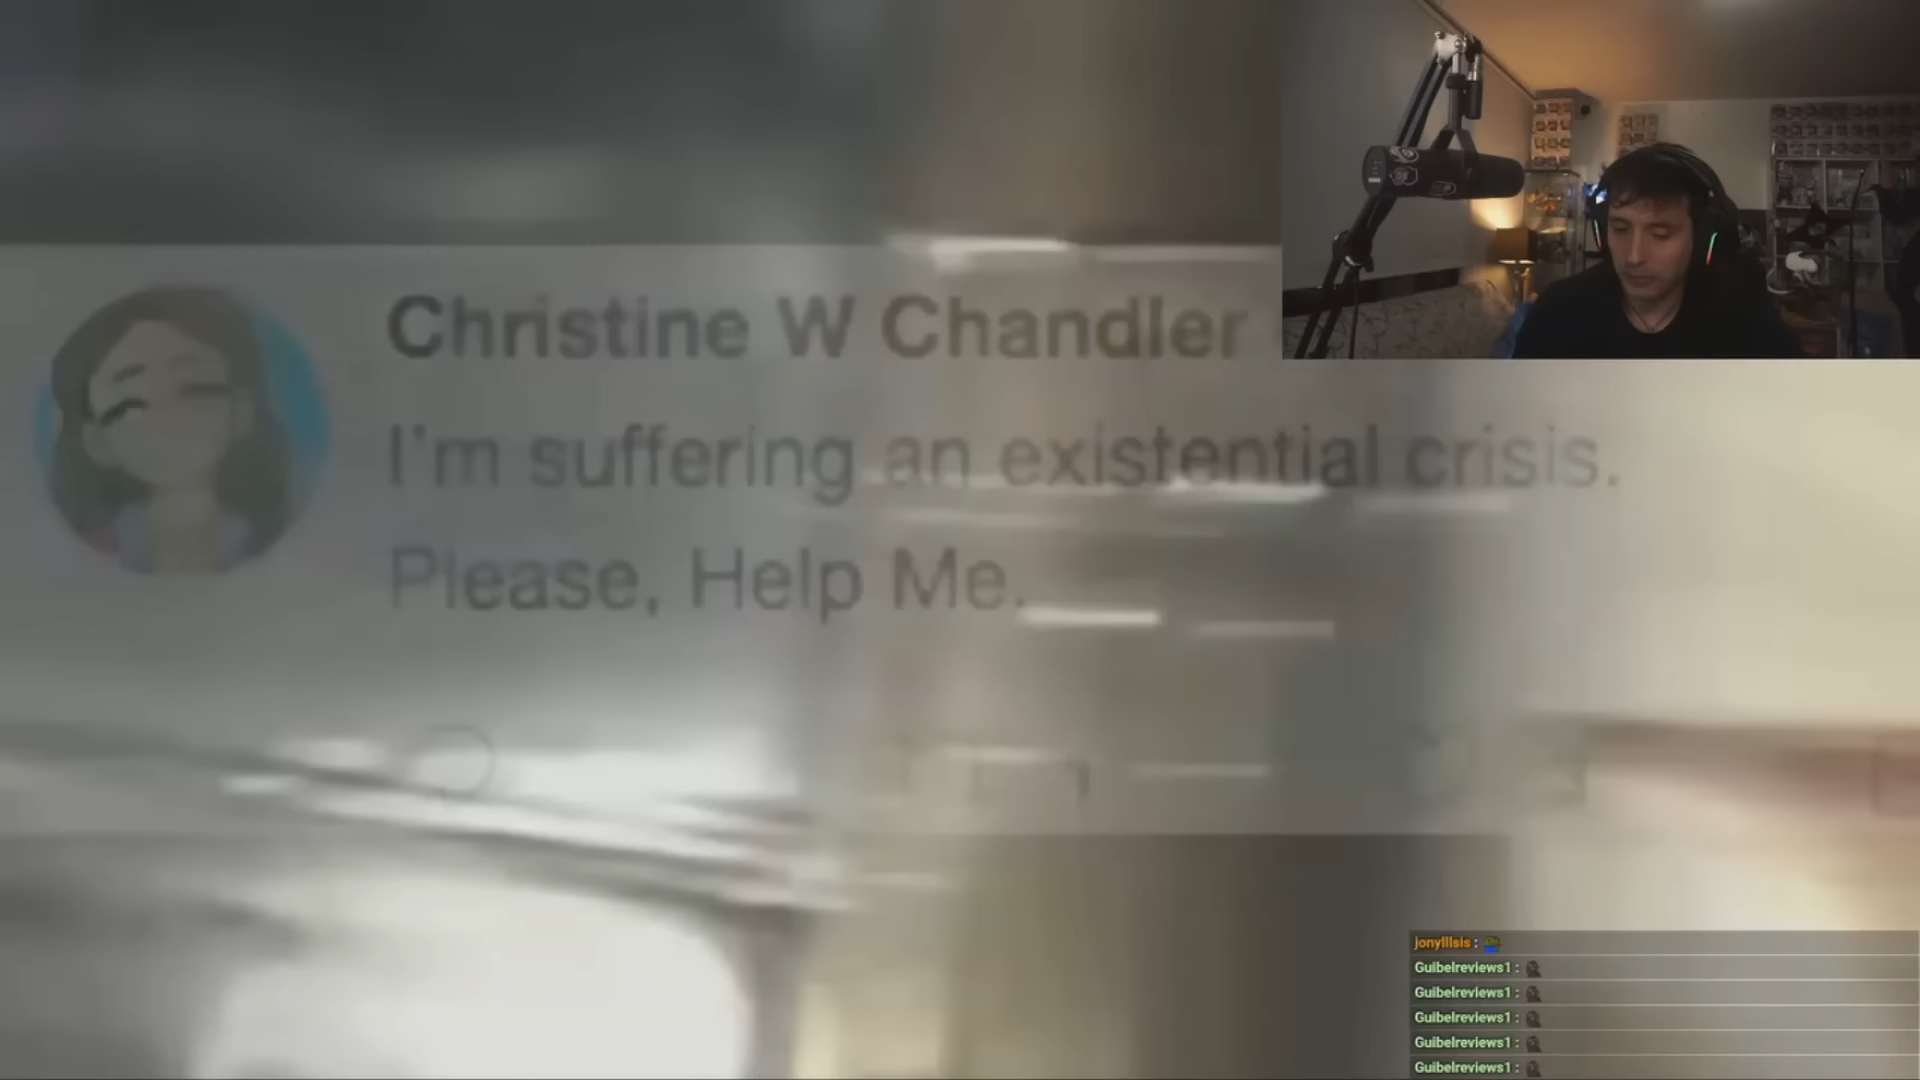 Christine W Chandler
I'm suffering an existential crisis.
Please, Help Me.
jonylllsis :
Guibelreviews1 :
Guibelreviews1 :
Guibelreviews1 :
Guibelreviews1 :
Guibelreviews1 :